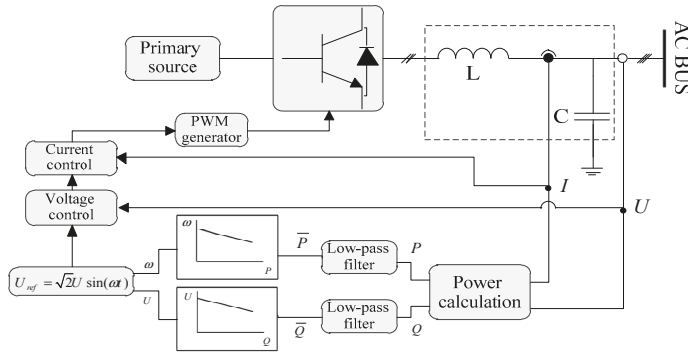 Primary
source
L
C
AC BUS
PWM
generator
Current
control
I
Voltage
control
U
ω
P
P̅
Low-pass
filter
P
ω
U_ref = √2U sin(ωt)
U
Power
calculation
U
Q
Q̅
Low-pass
filter
Q